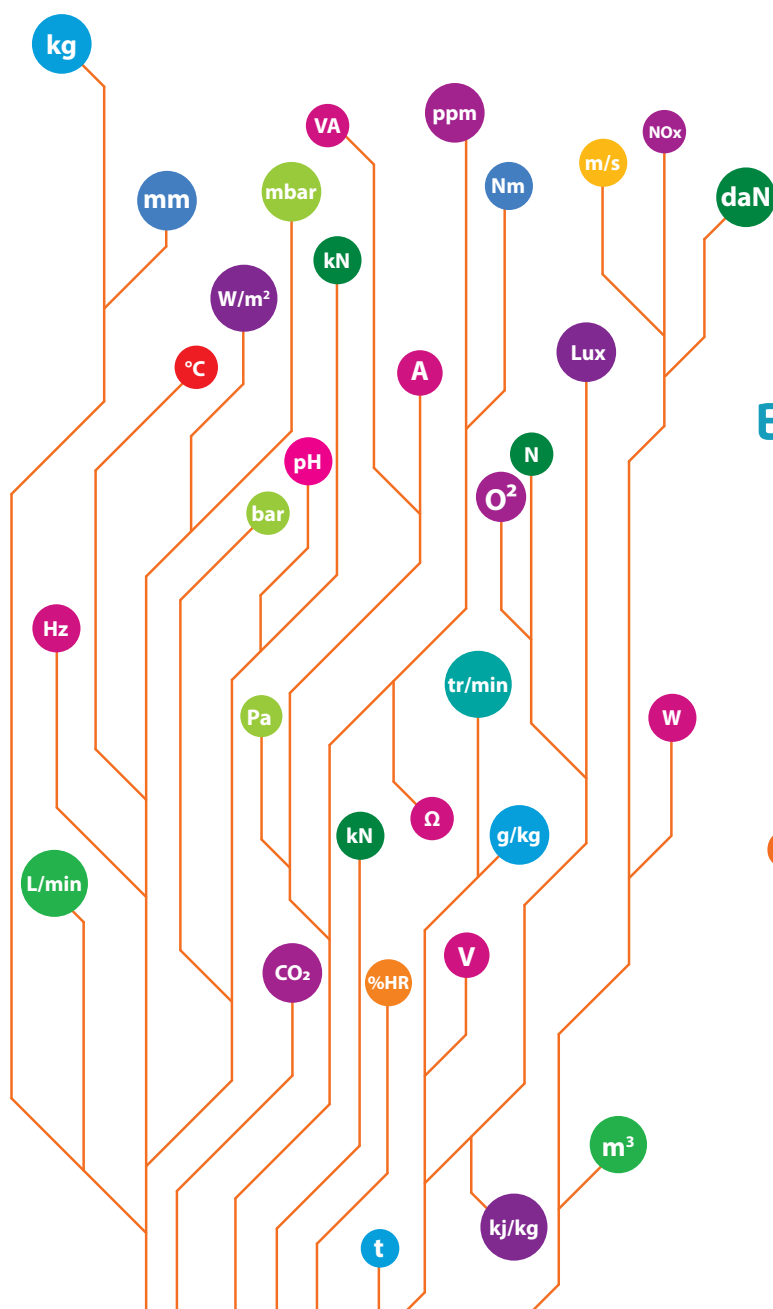 kg
ppm
VA
NOx
m/s
Nm
mbar
daN
mm
kN
W/m²
Lux
°C
A
N
pH
O²
bar
Hz
tr/min
Pa
W
Ω
g/kg
kN
L/min
V
CO₂
%HR
m³
kj/kg
t